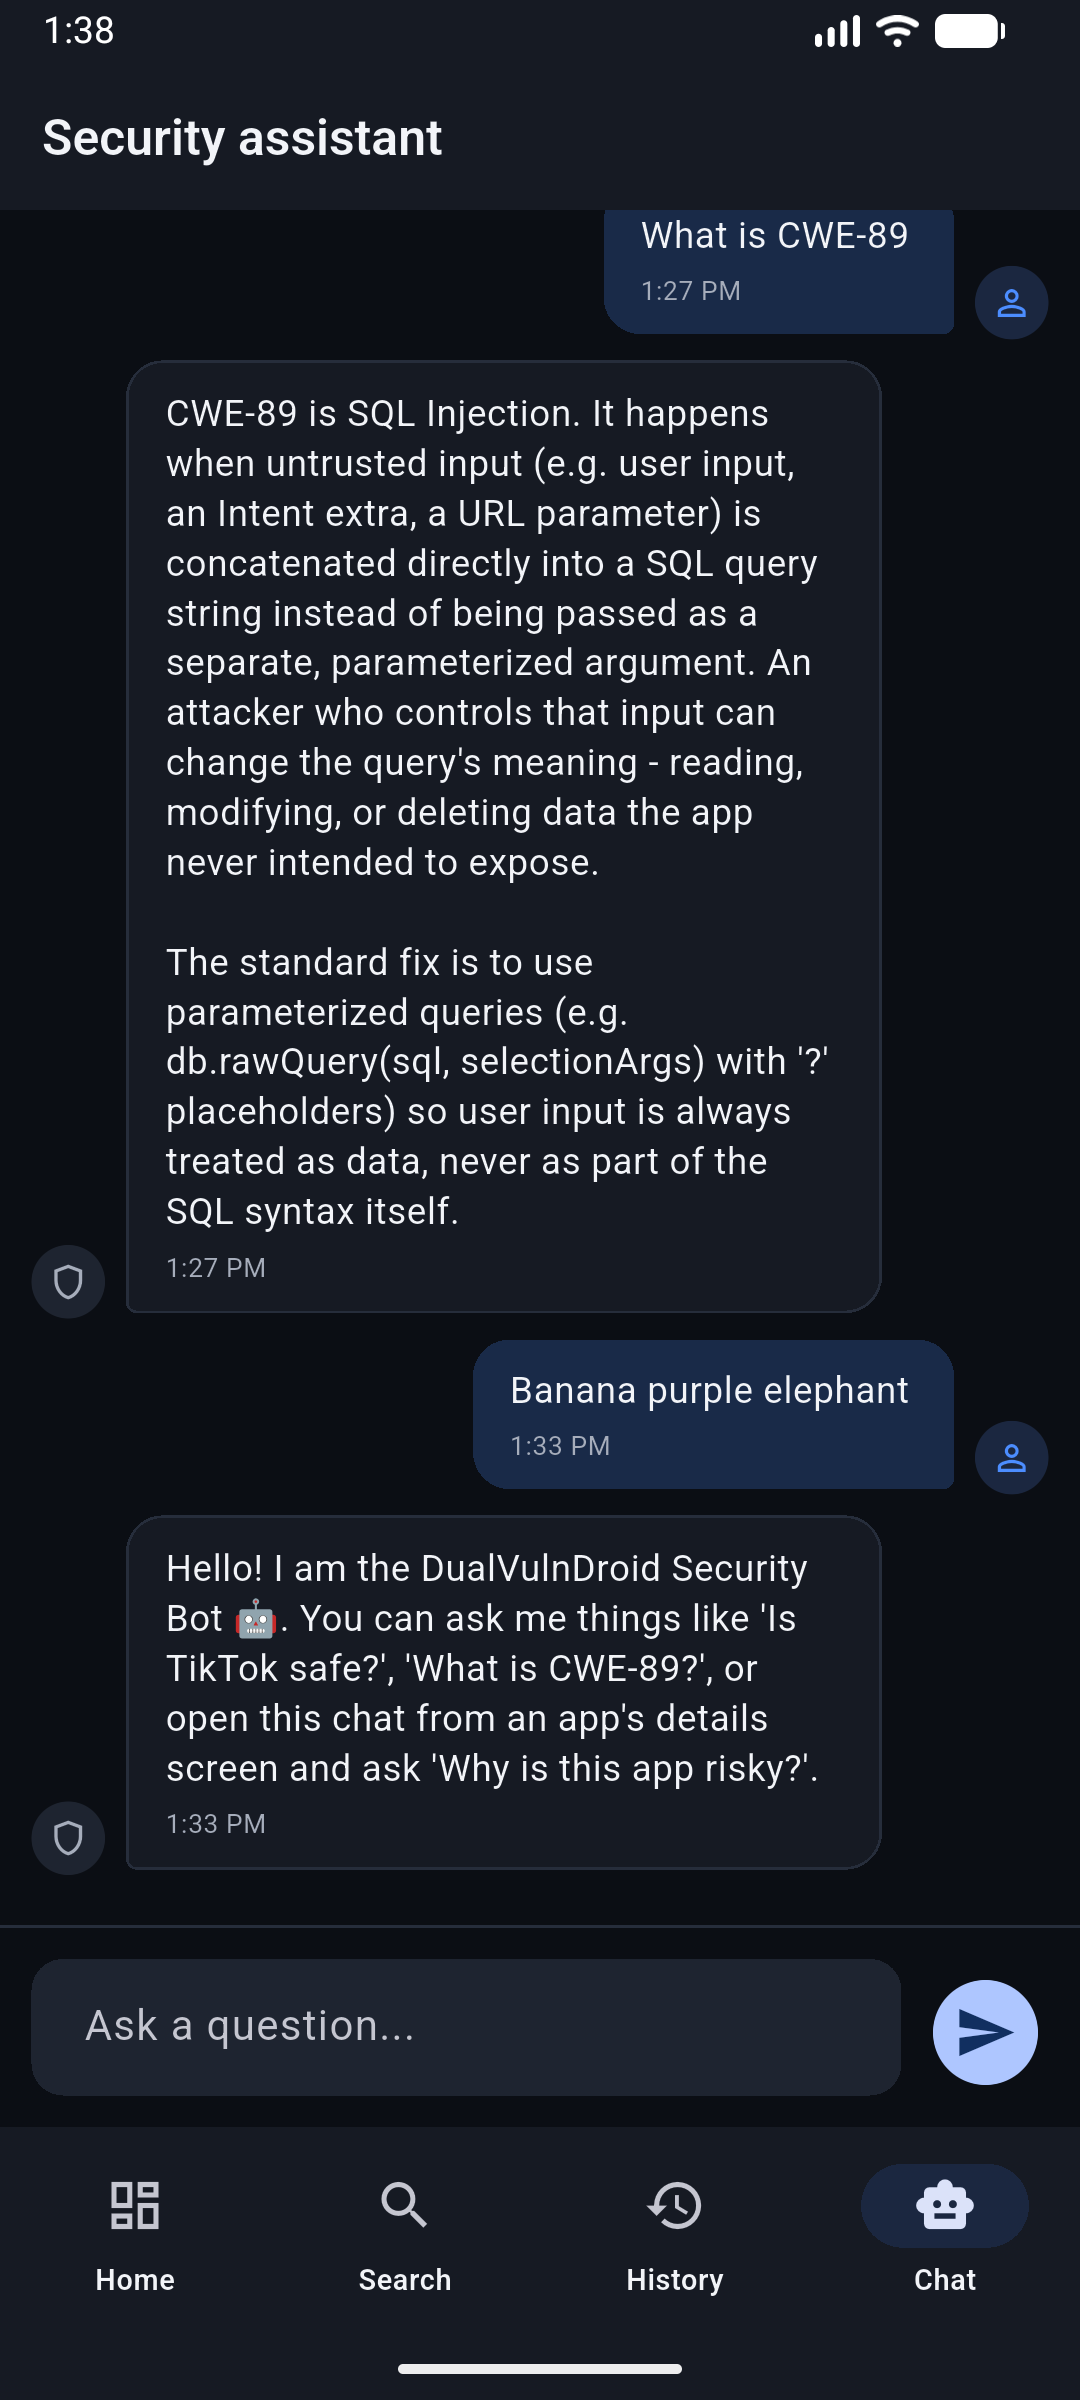 1:38
Security assistant
What is CWE-89
1:27 PM
CWE-89 is SQL Injection. It happens
when untrusted input (e.g. user input,
an Intent extra, a URL parameter) is
concatenated directly into a SQL query
string instead of being passed as a
separate, parameterized argument. An
attacker who controls that input can
change the query's meaning - reading,
modifying, or deleting data the app
never intended to expose.
The standard fix is to use
parameterized queries (e.g.
db.rawQuery(sql, selectionArgs) with '?'
placeholders) so user input is always
treated as data, never as part of the
SQL syntax itself.
1:27 PM
Banana purple elephant
1:33 PM
Hello! I am the DualVulnDroid Security
Bot 🤖. You can ask me things like 'Is
TikTok safe?', 'What is CWE-89?', or
open this chat from an app's details
screen and ask 'Why is this app risky?'.
1:33 PM
Ask a question...
Home
Search
History
Chat